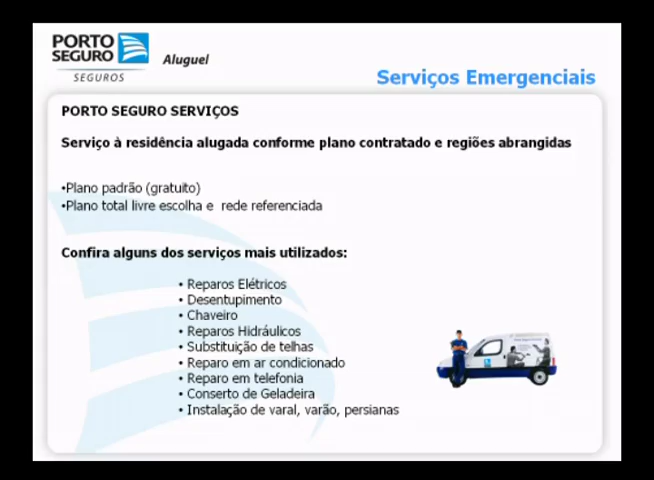 PORTO
SEGURO
SEGUROS
Aluguel
Serviços Emergenciais
PORTO SEGURO SERVIÇOS
Serviço à residência alugada conforme plano contratado e regiões abrangidas
•Plano padrão (gratuito)
•Plano total livre escolha e rede referenciada
Confira alguns dos serviços mais utilizados:
• Reparos Elétricos
• Desentupimento
• Chaveiro
• Reparos Hidráulicos
• Substituição de telhas
• Reparo em ar condicionado
• Reparo em telefonia
• Conserto de Geladeira
• Instalação de varal, varão, persianas